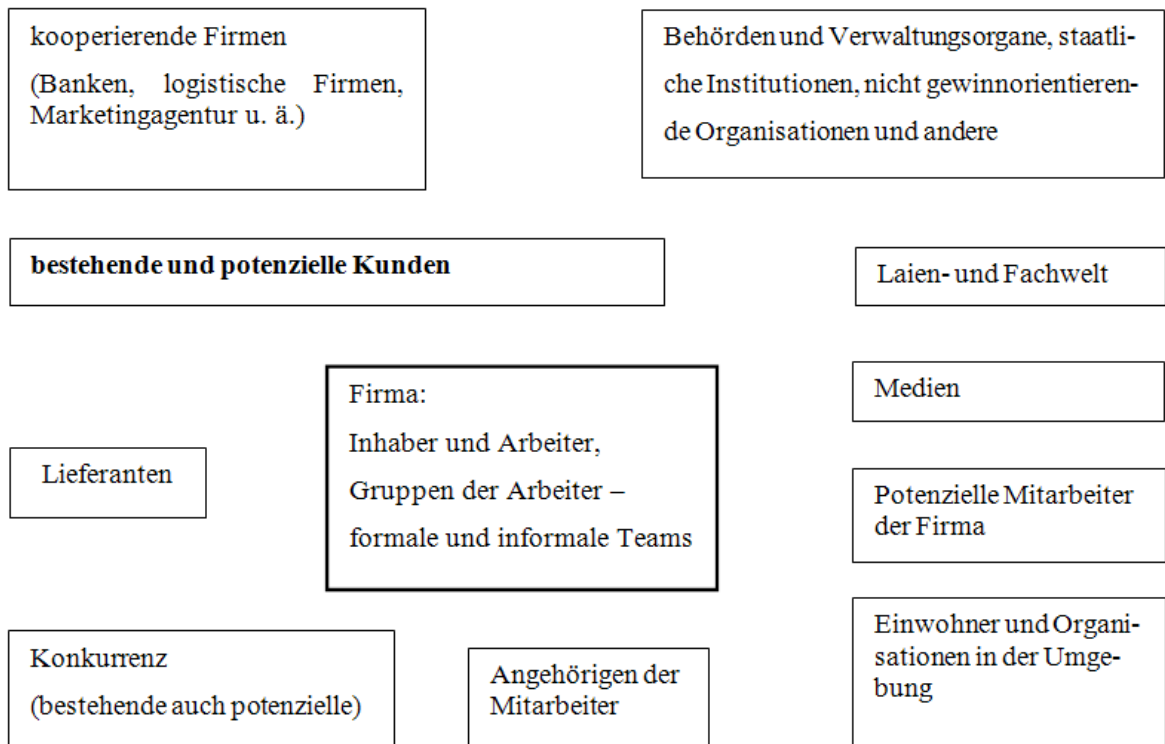 kooperierende Firmen
(Banken, logistische Firmen,
Marketingagentur u. ä.)
Behörden und Verwaltungsorgane, staatli-
che Institutionen, nicht gewinnorientieren-
de Organisationen und andere
bestehende und potenzielle Kunden
Laien- und Fachwelt
Firma:
Inhaber und Arbeiter,
Gruppen der Arbeiter –
formale und informale Teams
Medien
Lieferanten
Potenzielle Mitarbeiter
der Firma
Konkurrenz
(bestehende auch potenzielle)
Angehörigen der
Mitarbeiter
Einwohner und Organi-
sationen in der Umge-
bung